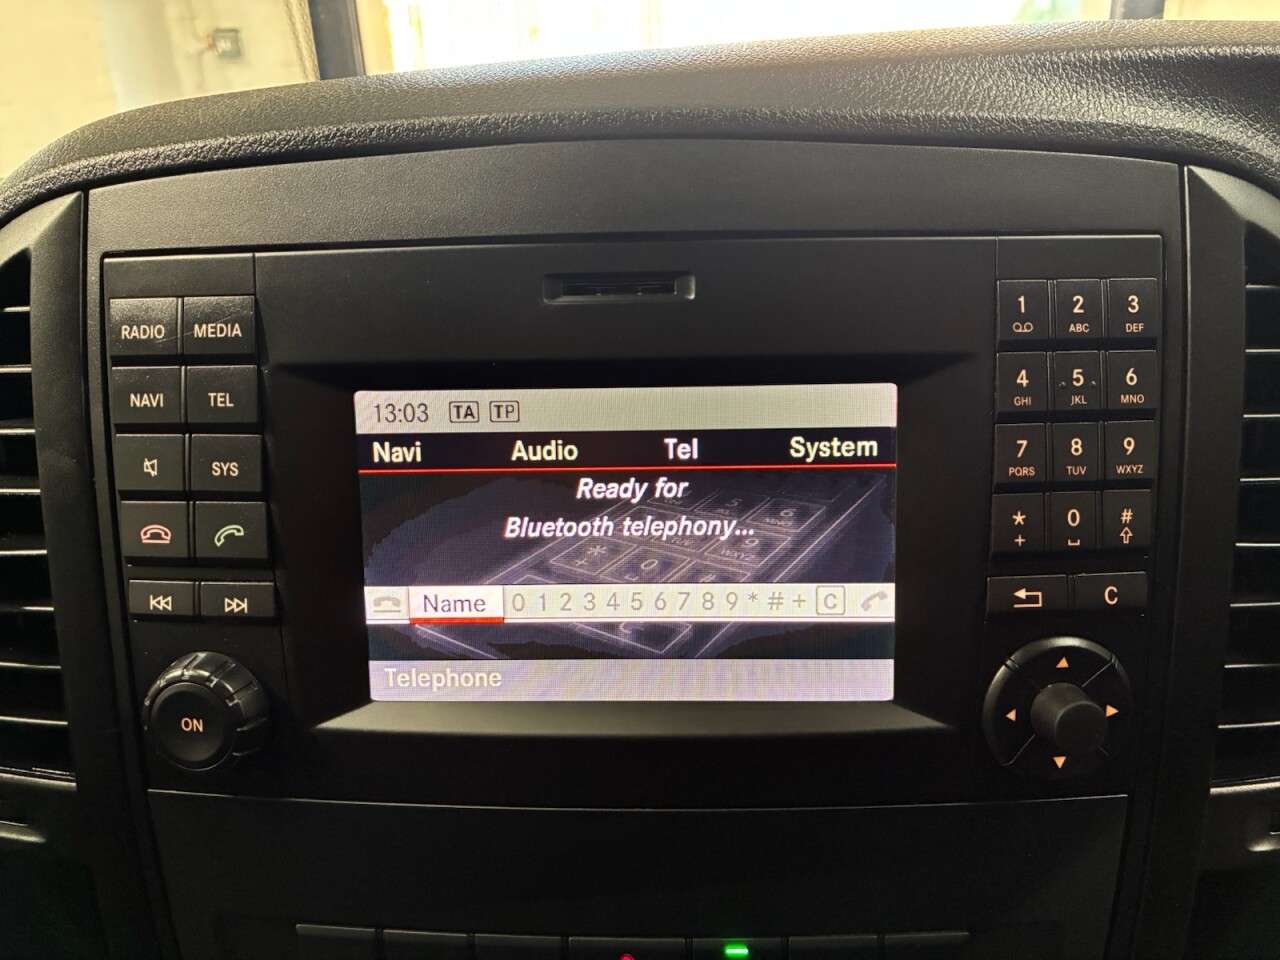 RADIO MEDIA
NAVI TEL
SYS
ON
13:03 TA TP
Navi Audio Tel System
Ready for
Bluetooth telephony...
Name 0 1 2 3 4 5 6 7 8 9 * # + C
Telephone
1 2 3
ABC DEF
4 5 6
GHI JKL MNO
7 8 9
PQRS TUV WXYZ
* 0 #
+
C